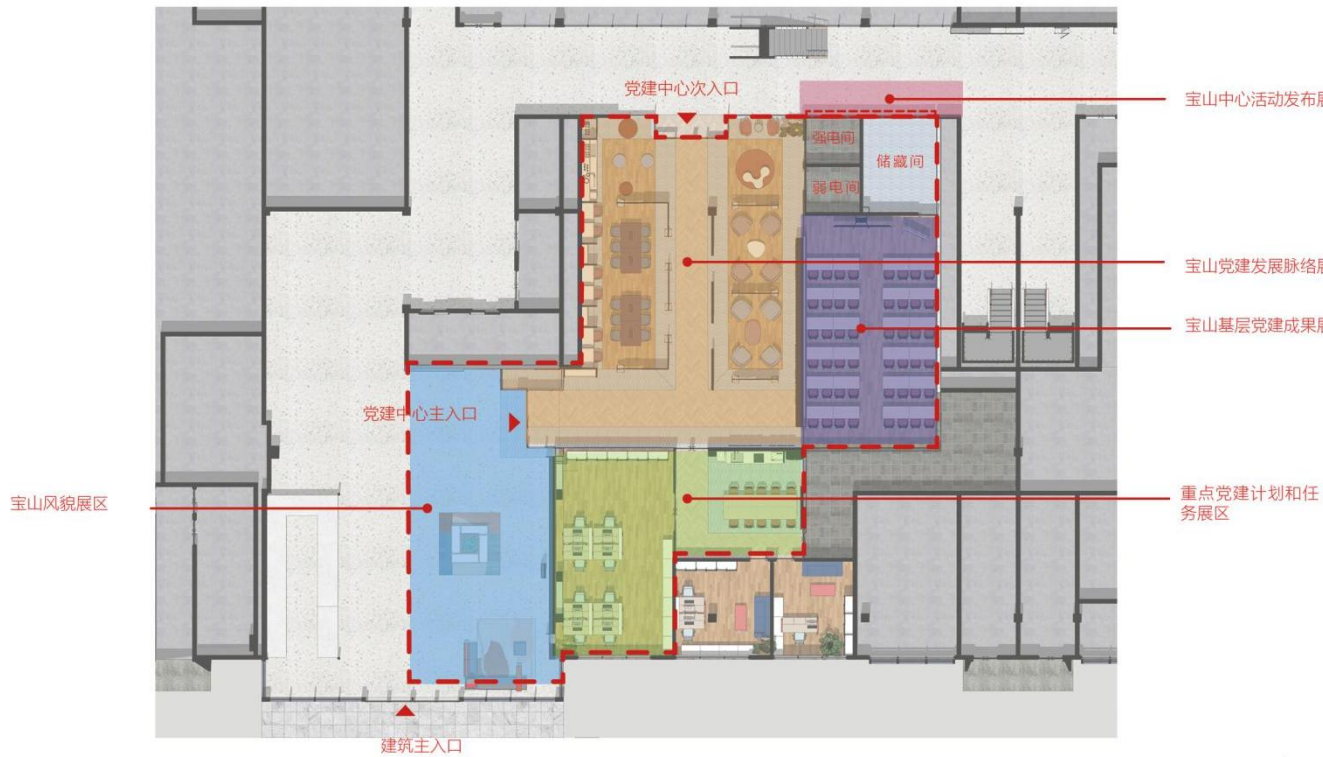 党建中心次入口
宝山中心活动发布展
强电间
储藏间
弱电间
宝山党建发展脉络展
宝山基层党建成果展
党建中心主入口
宝山风貌展区
重点党建计划和任
务展区
建筑主入口